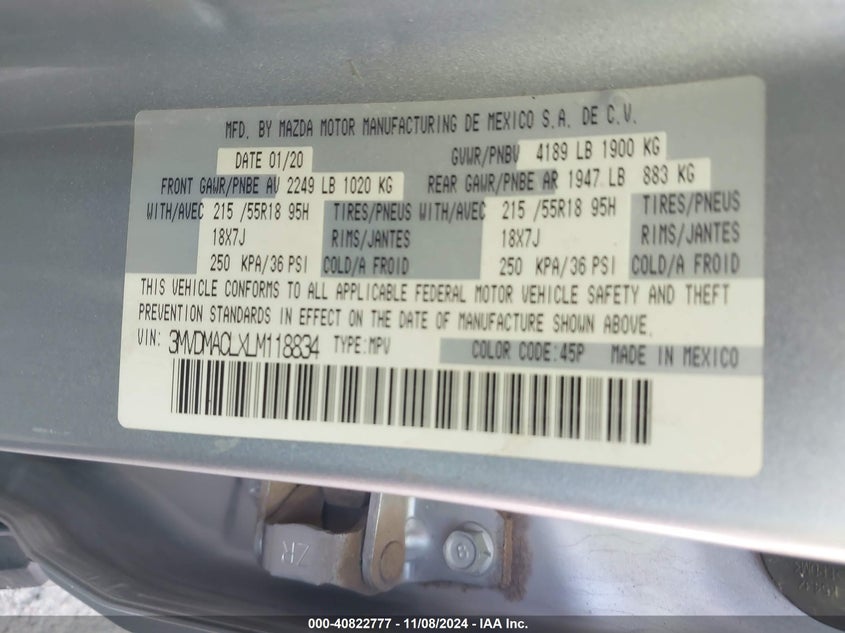 MFD. BY MAZDA MOTOR MANUFACTURING DE MEXICO S.A. DE C.V.
DATE 01/20 GVWR/PNBV 4189 LB 1900 KG
FRONT GAWR/PNBE AV 2249 LB 1020 KG REAR GAWR/PNBE AR 1947 LB 883 KG
WITH/AVEC 215 /55R18 95H TIRES/PNEUS WITH/AVEC 215 /55R18 95H TIRES/PNEUS
18X7J RIMS/JANTES 18X7J RIMS/JANTES
250 KPA/36 PSI COLD/A FROID 250 KPA/36 PSI COLD/A FROID
THIS VEHICLE CONFORMS TO ALL APPLICABLE FEDERAL MOTOR VEHICLE SAFETY AND THEFT
PREVENTION STANDARDS IN EFFECT ON THE DATE OF MANUFACTURE SHOWN ABOVE.
VIN: 3MVDMACLXLM118834 TYPE:MPV COLOR CODE:45P MADE IN MEXICO
ZR
8
000-40822777 - 11/08/2024 - IAA Inc.